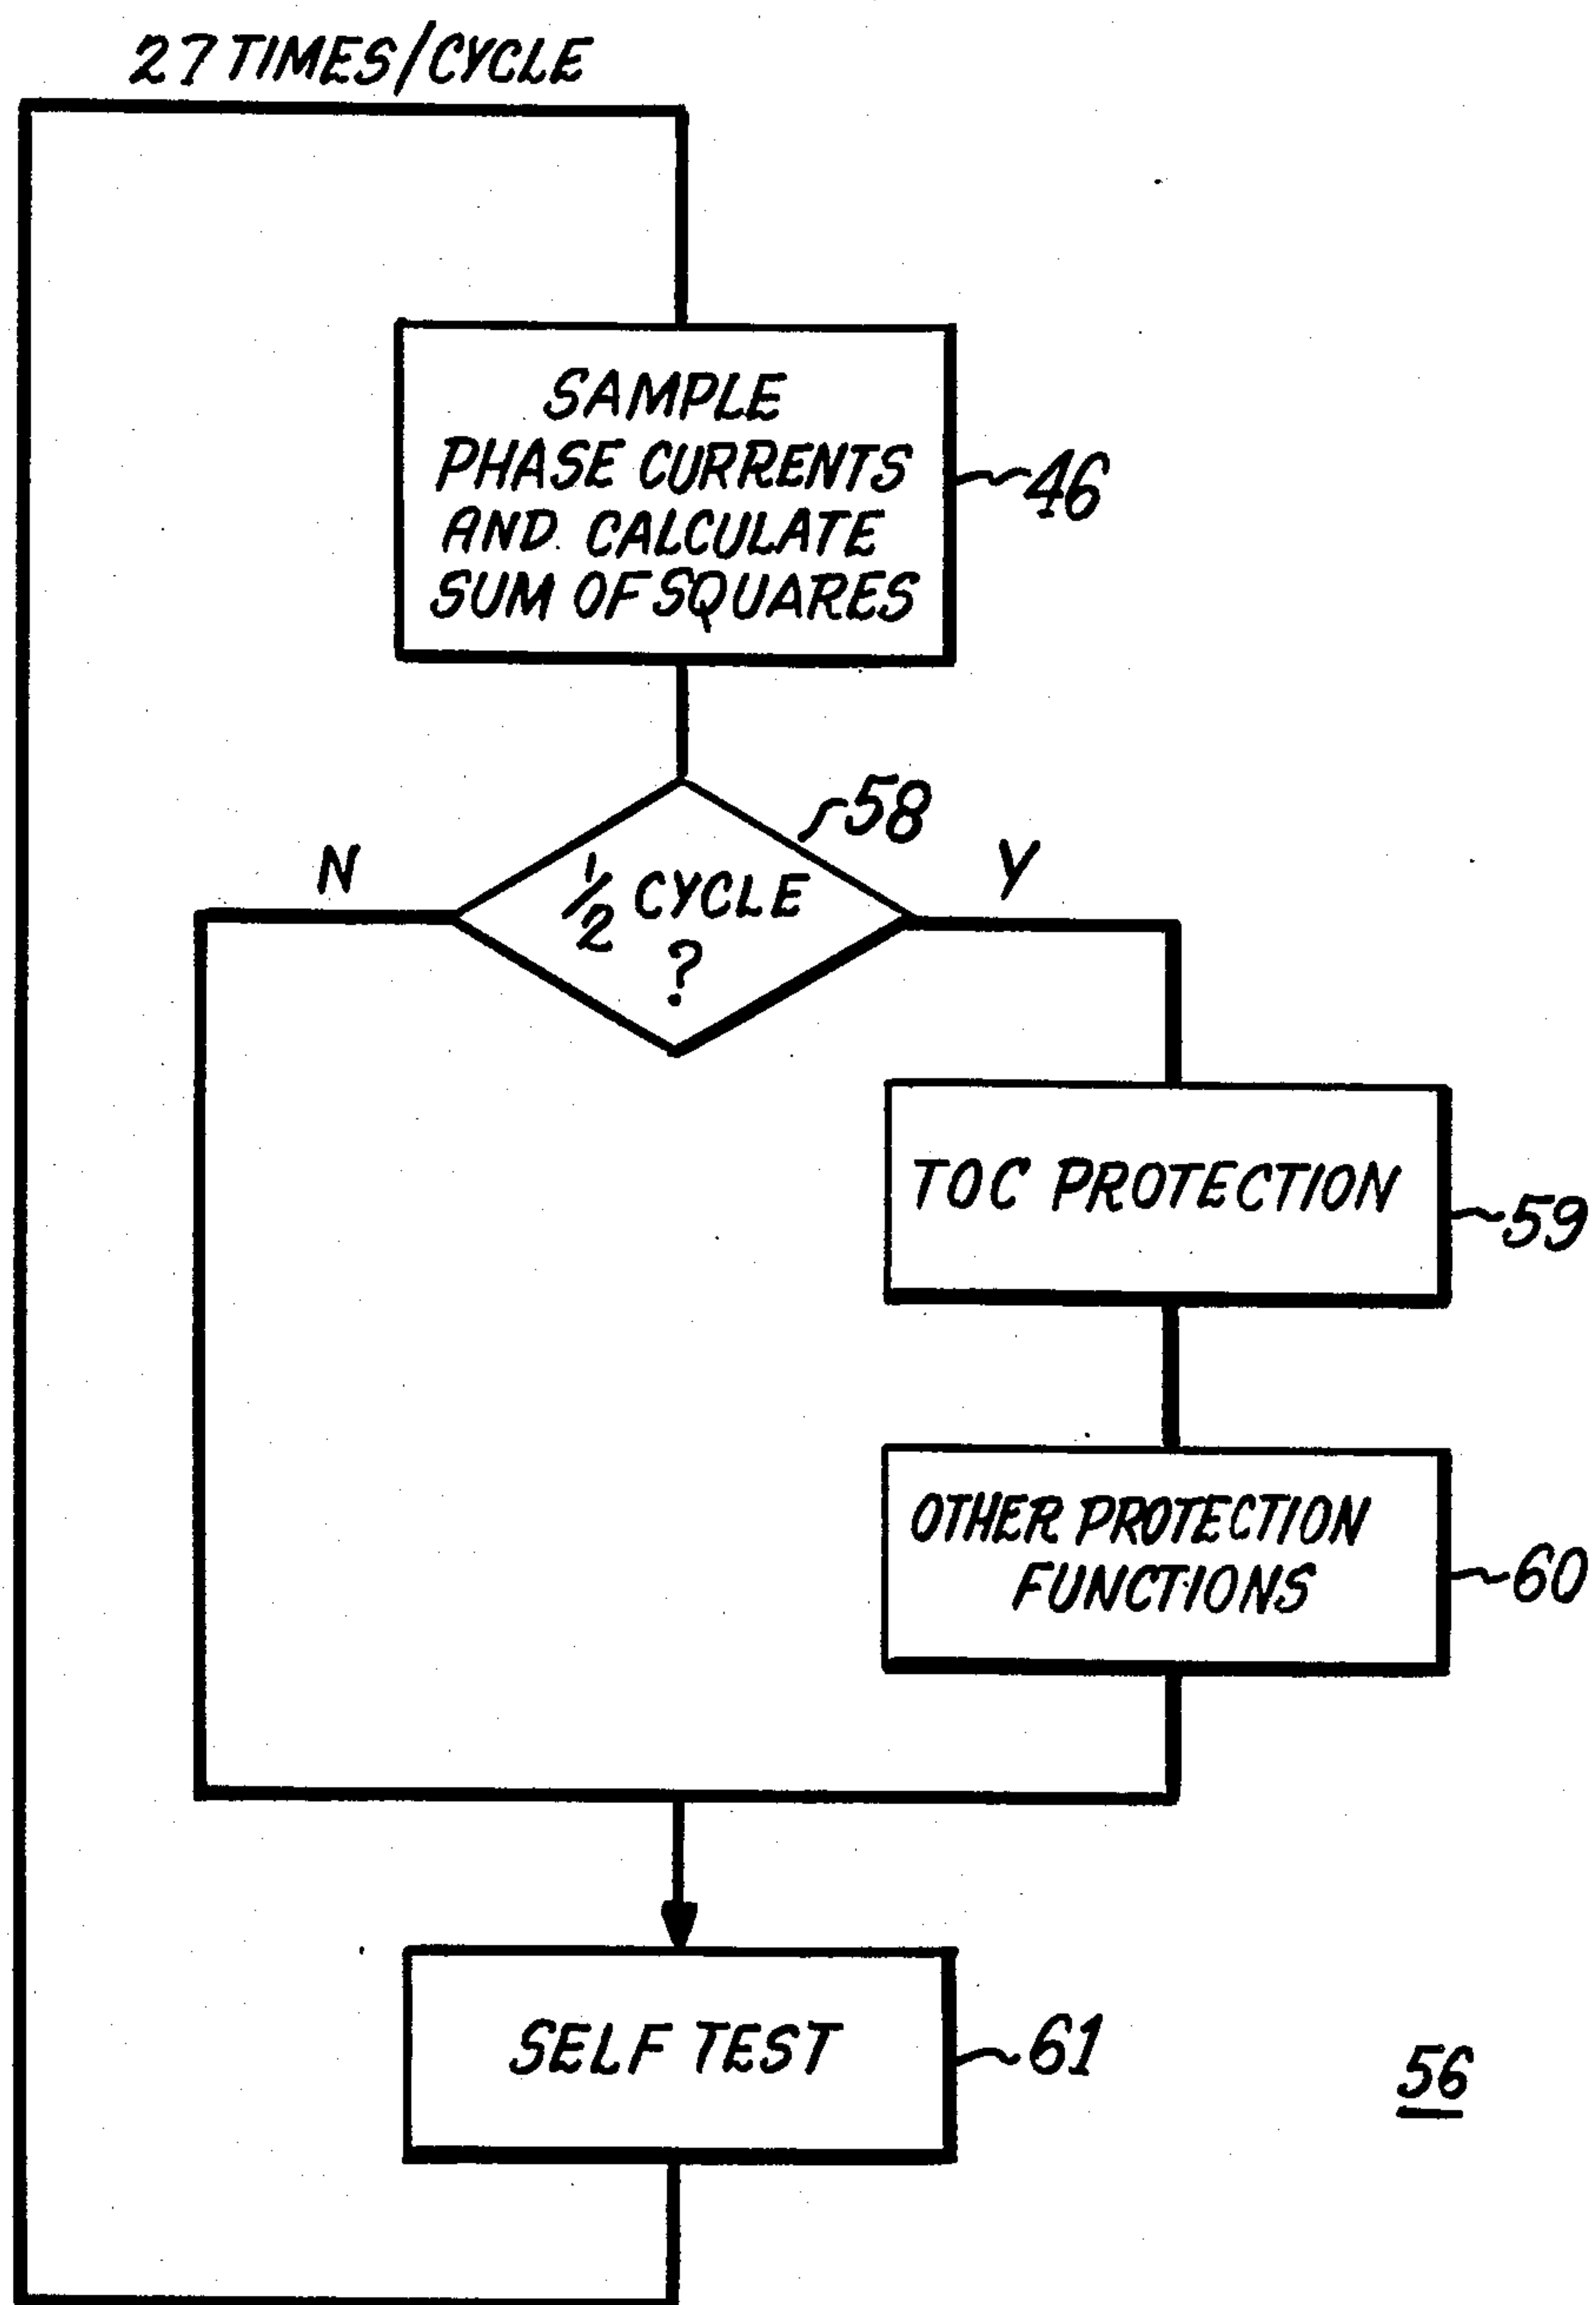 27 TIMES/CYCLE
SAMPLE
PHASE CURRENTS
AND CALCULATE
SUM OF SQUARES
46
58
N
Y
½ CYCLE
?
TOC PROTECTION
59
OTHER PROTECTION
FUNCTIONS
60
SELF TEST
61
56